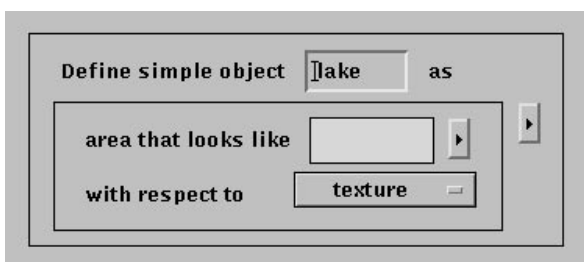 Define simple object lake as
area that looks like
with respect to texture